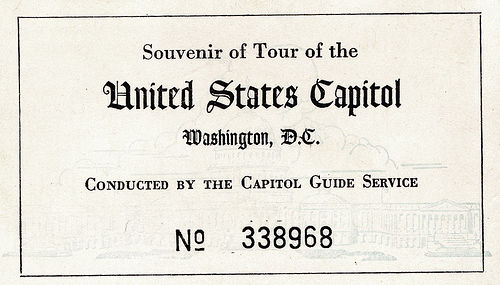 Souvenir of Tour of the
United States Capitol
Washington, D.C.
CONDUCTED BY THE CAPITOL GUIDE SERVICE
Nº 338968